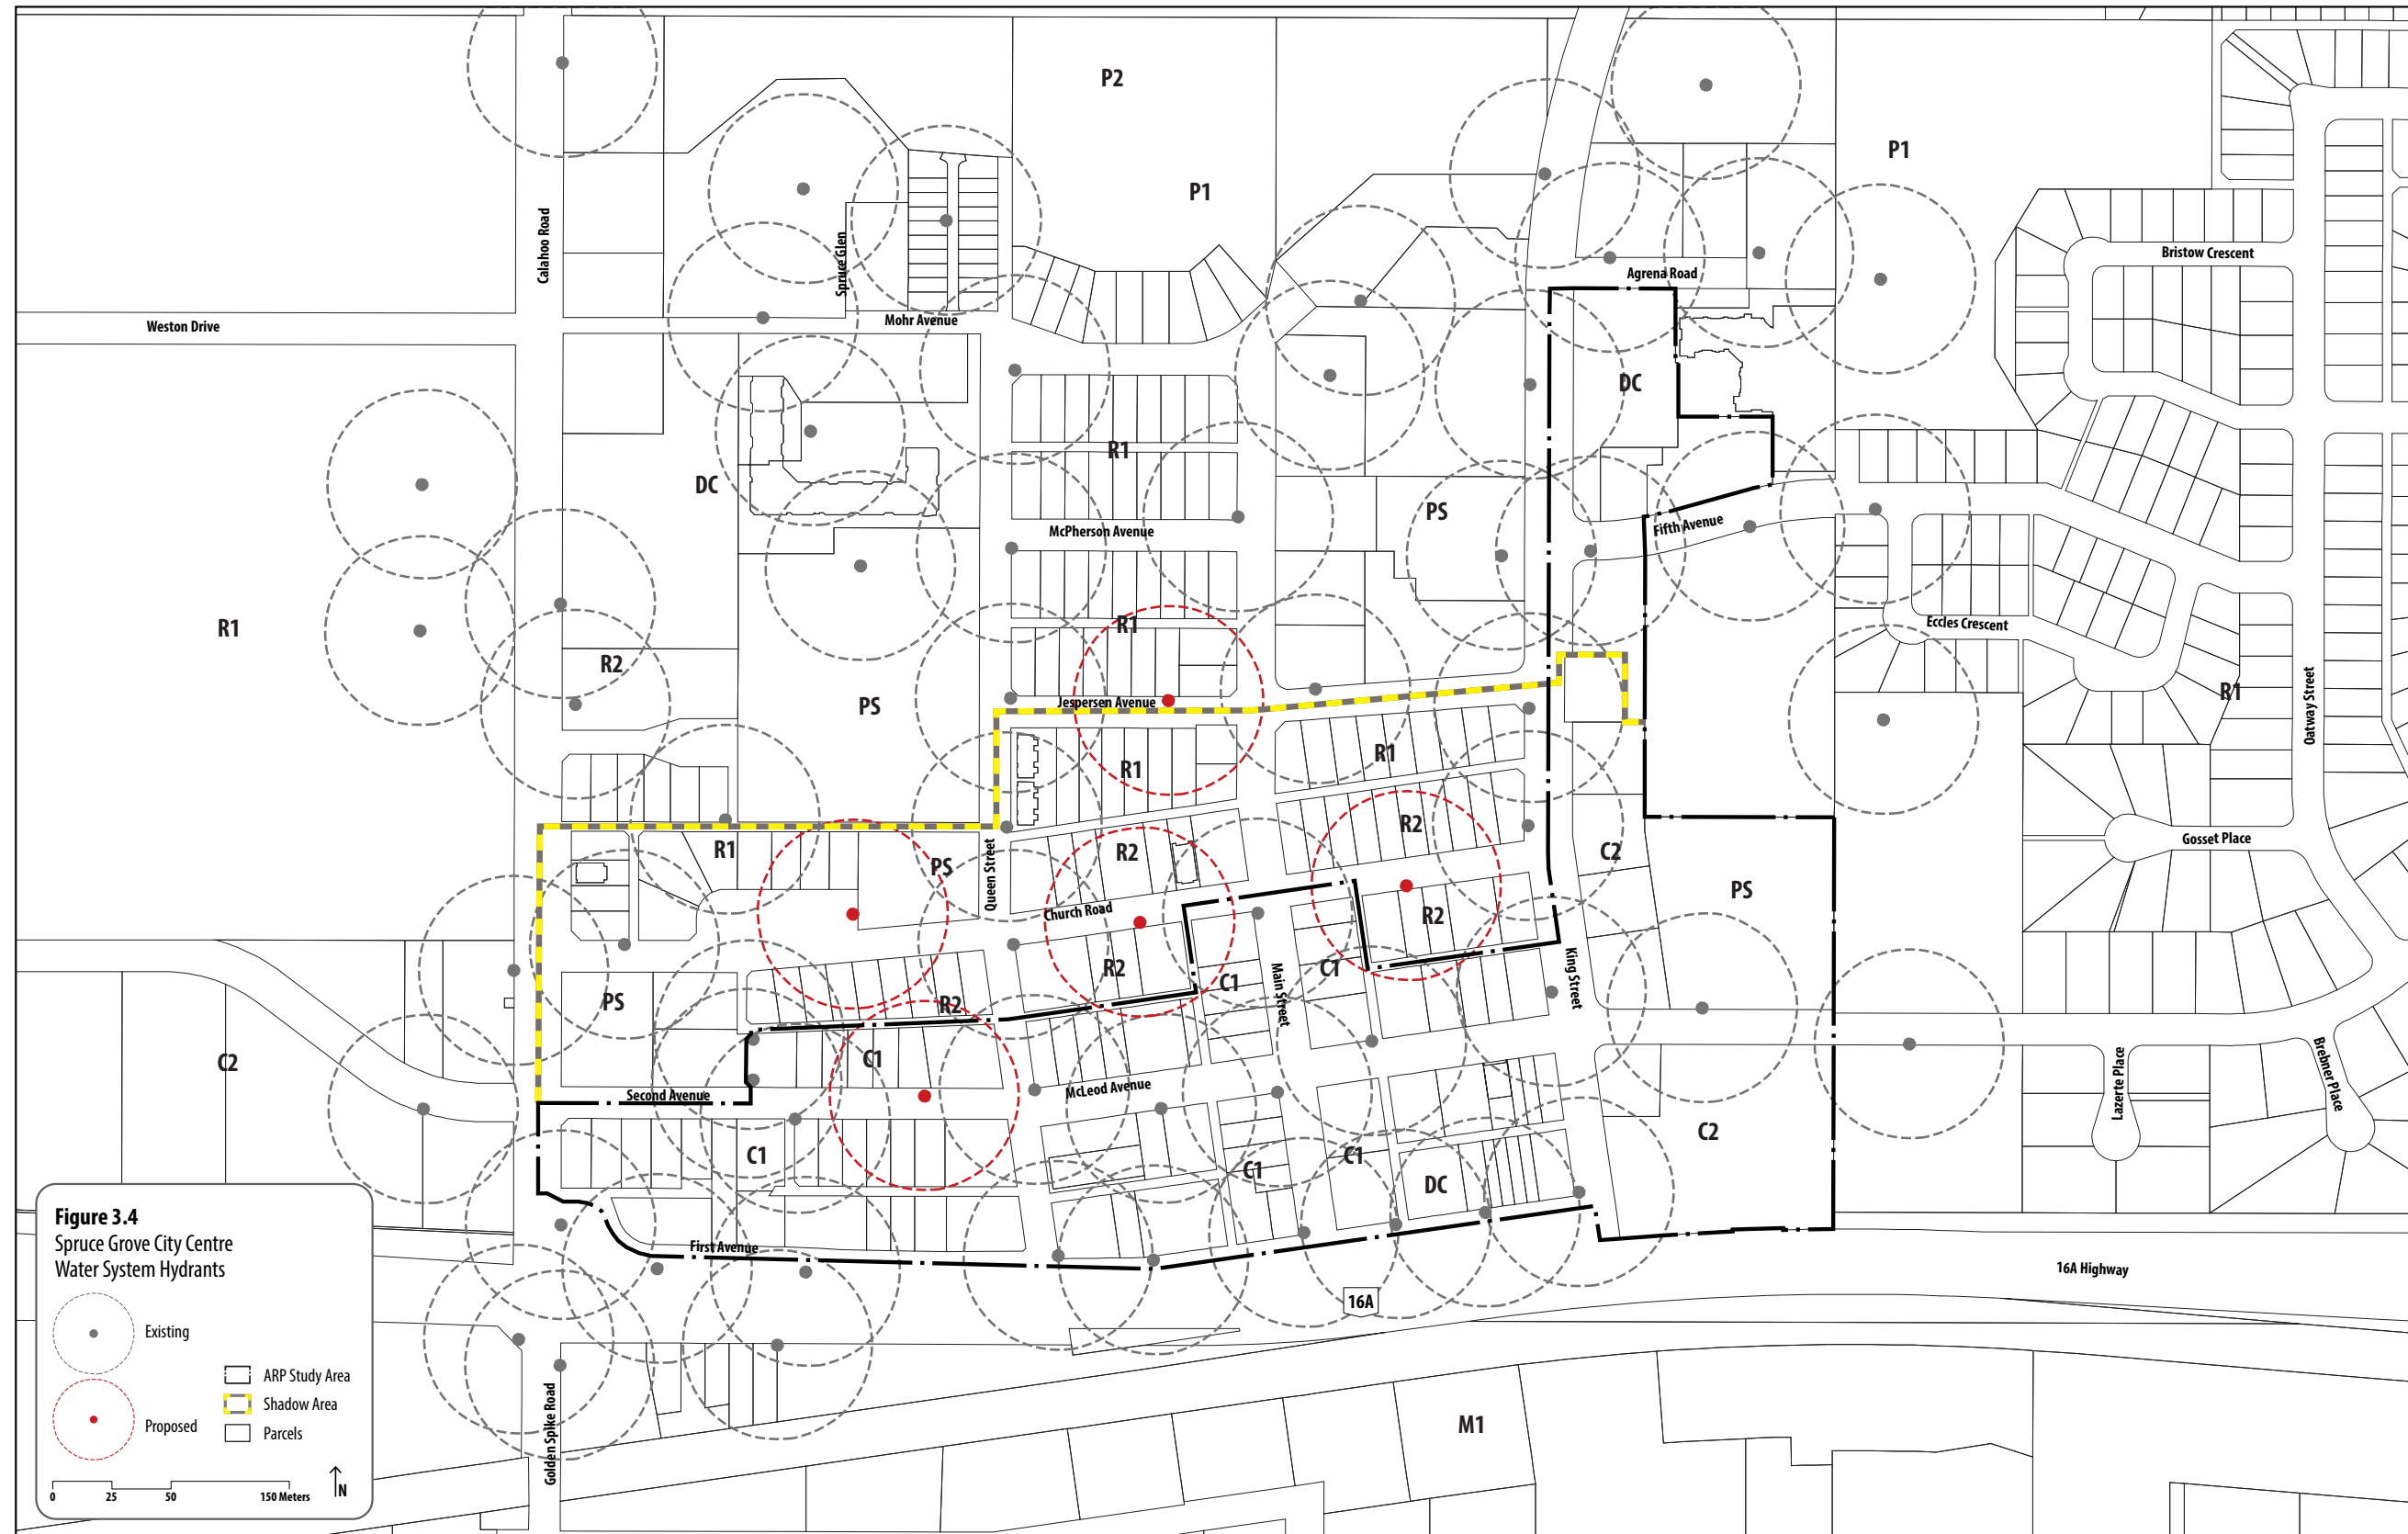 P2
P1
P1
Calahoo Road
Spruce Glen
Bristow Crescent
Agrena Road
Weston Drive
Mohr Avenue
DC
R1
DC
PS
McPherson Avenue
Fifth Avenue
R1
R1
Eccles Crescent
R2
R1
PS
Jespersen Avenue
Oatway Street
R1
R1
R2
Gosset Place
R1
PS
Queen Street
R2
C2
PS
Church Road
R2
R2
C1
C1
Main Street
King Street
PS
R2
C2
C1
McLeod Avenue
Second Avenue
Lazerte Place
Brebner Place
C1
C1
C1
DC
C2
First Avenue
16A Highway
16A
Golden Spike Road
M1
Figure 3.4
Spruce Grove City Centre
Water System Hydrants
Existing
Proposed
ARP Study Area
Shadow Area
Parcels
0 25 50 150 Meters
N